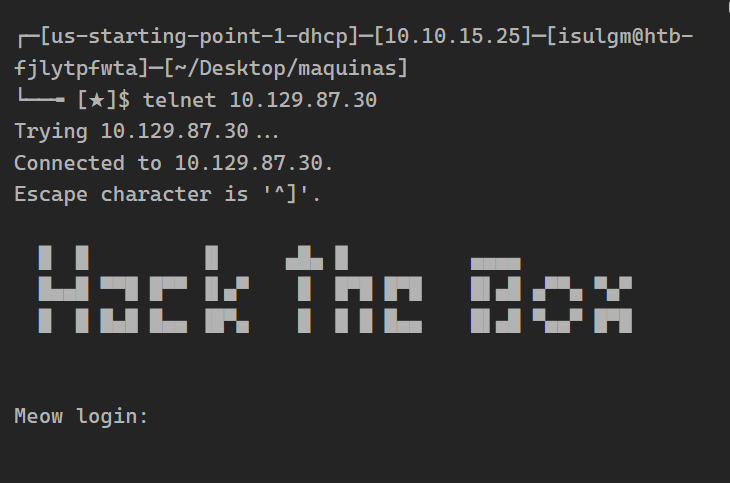 ┌─[us-starting-point-1-dhcp]─[10.10.15.25]─[isulgm@htb-
fjlytpfwta]─[~/Desktop/maquinas]
└──╼ [★]$ telnet 10.129.87.30
Trying 10.129.87.30...
Connected to 10.129.87.30.
Escape character is '^]'.
Hack the Box
Meow login: